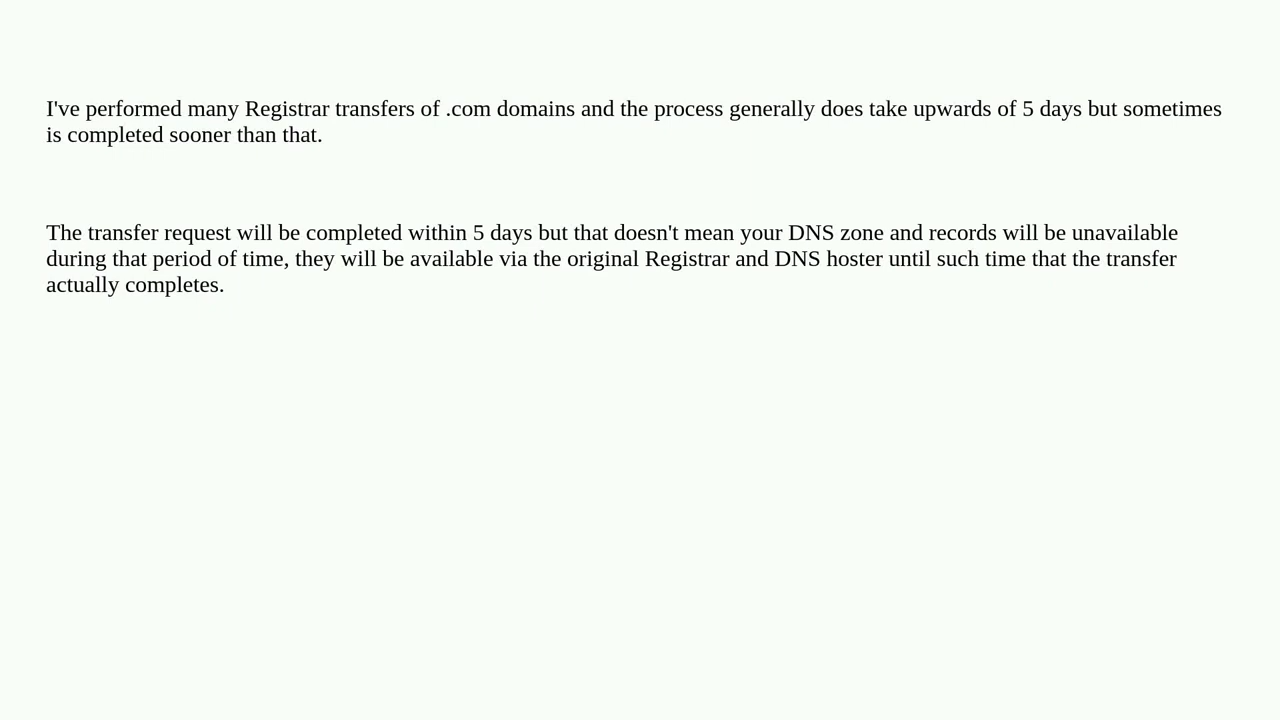 I've performed many Registrar transfers of .com domains and the process generally does take upwards of 5 days but sometimes
is completed sooner than that.
The transfer request will be completed within 5 days but that doesn't mean your DNS zone and records will be unavailable
during that period of time, they will be available via the original Registrar and DNS hoster until such time that the transfer
actually completes.